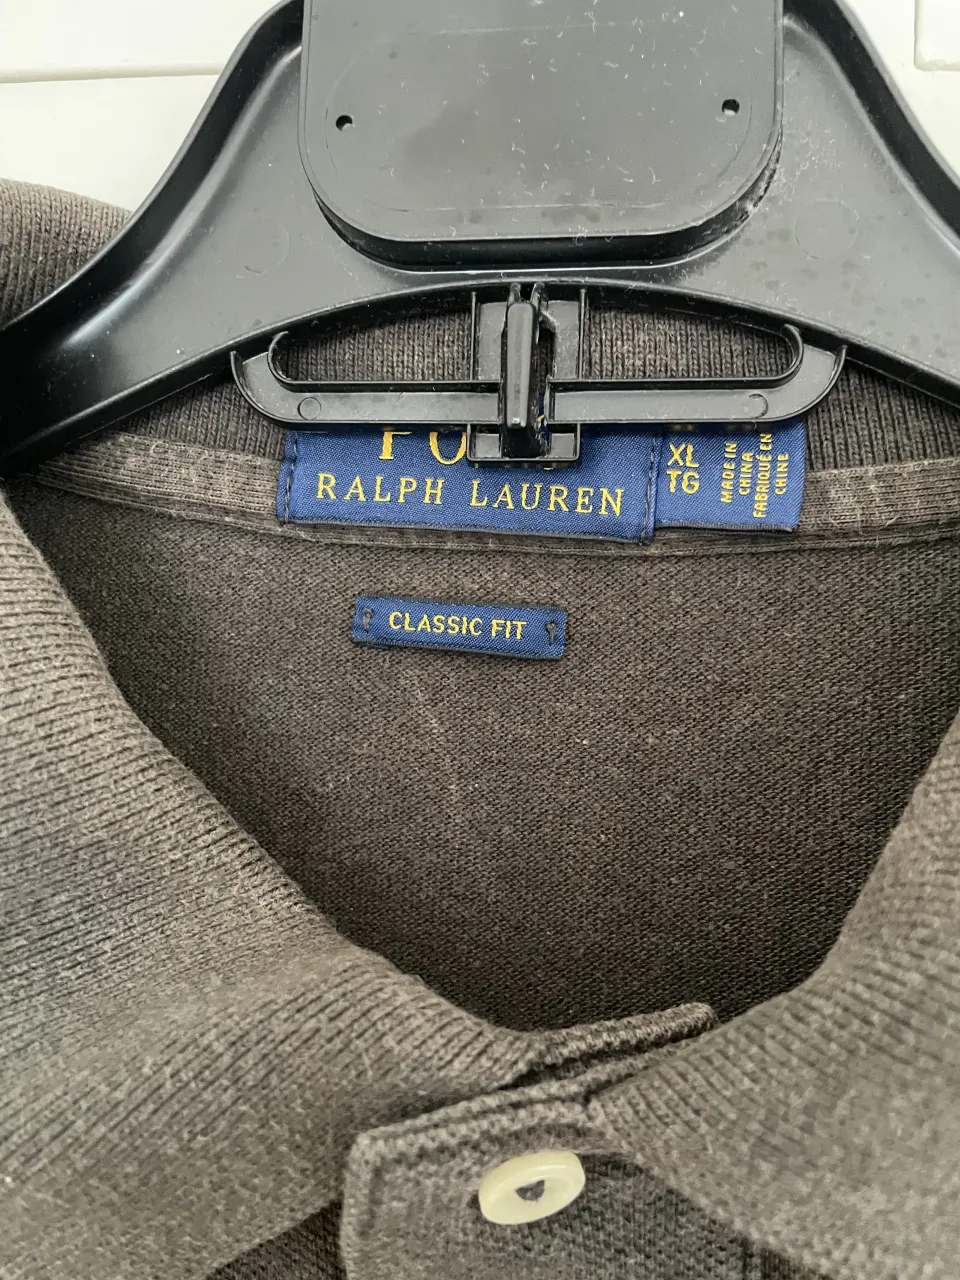 RALPH LAUREN
XL
TG
MADE IN
CHINA
FABRIQUÉ EN
CHINE
CLASSIC FIT